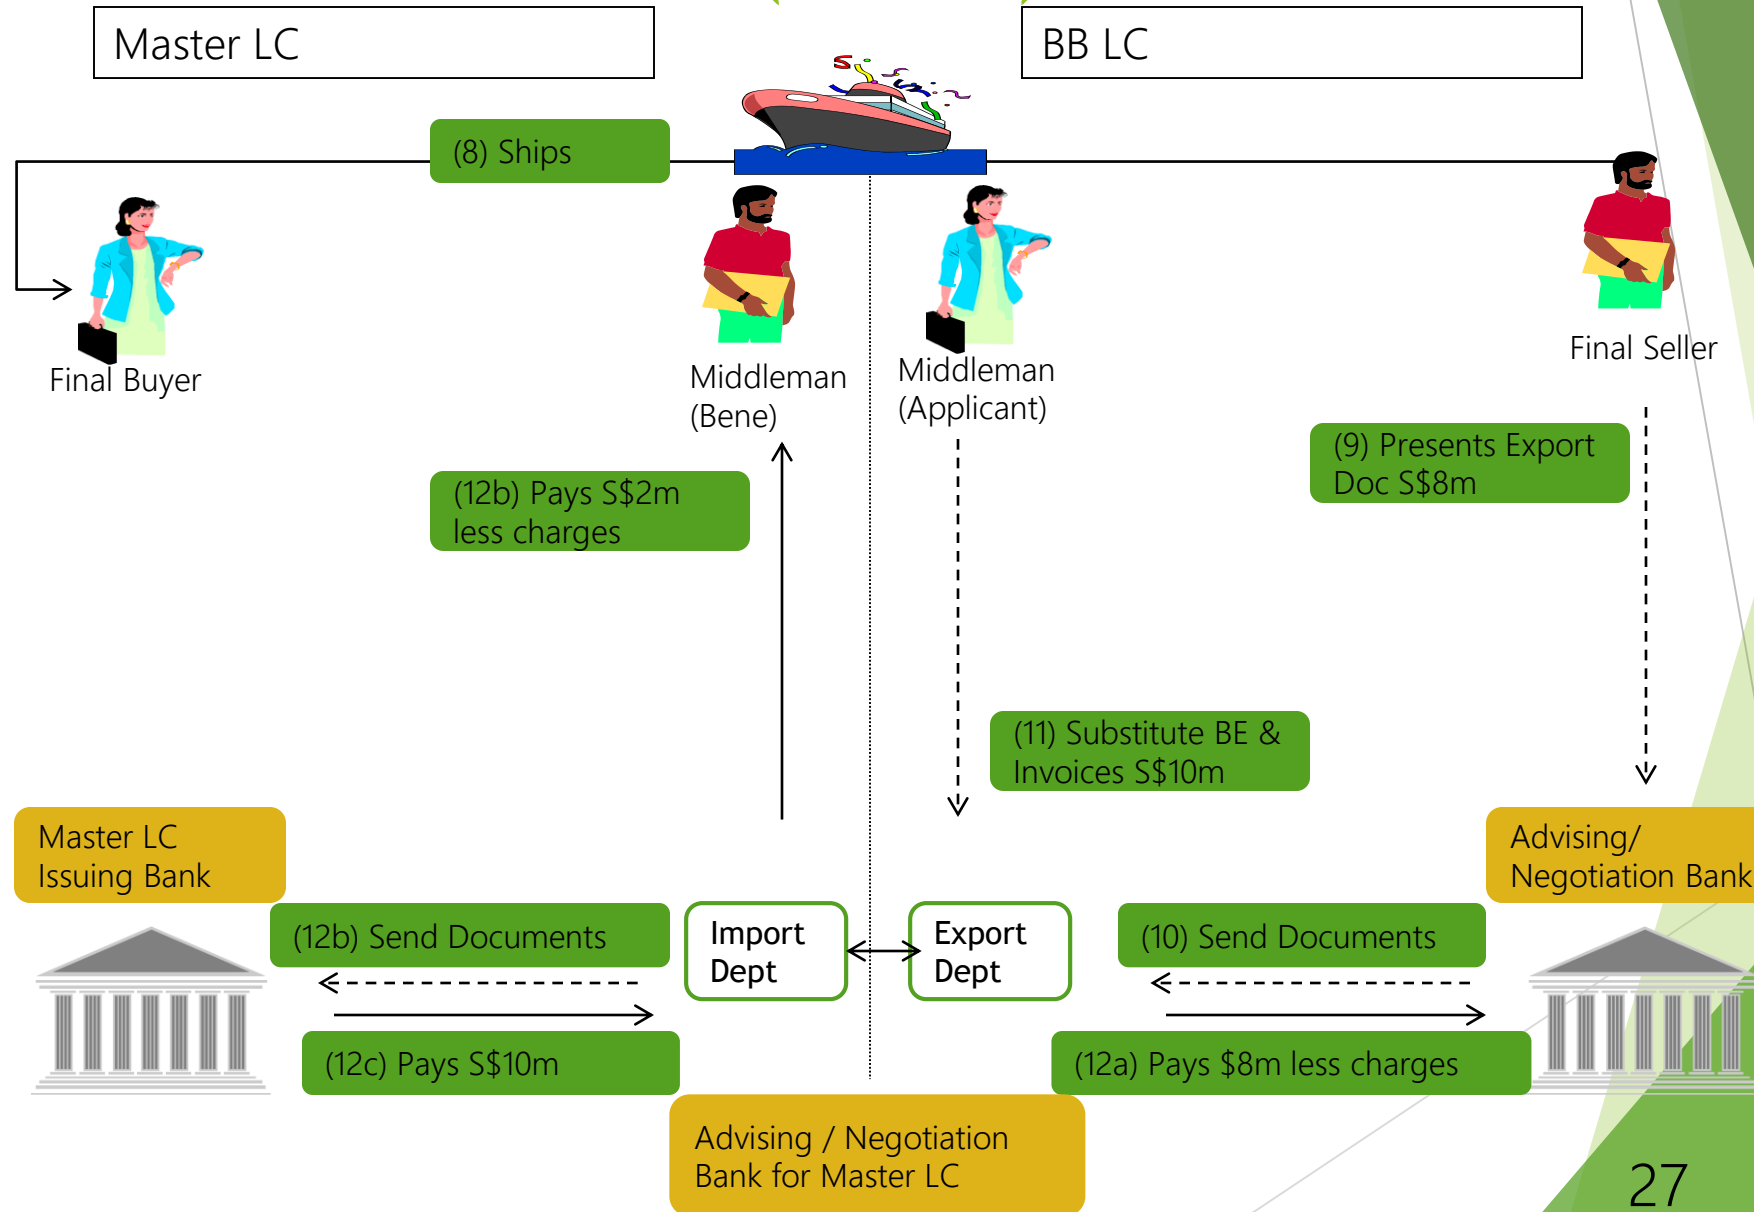 Master LC
BB LC
(8) Ships
Final Buyer
Middleman
(Bene)
Middleman
(Applicant)
Final Seller
(12b) Pays S$2m
less charges
(9) Presents Export
Doc S$8m
(11) Substitute BE &
Invoices S$10m
Master LC
Issuing Bank
Advising/
Negotiation Bank
(12b) Send Documents
Import
Dept
Export
Dept
(10) Send Documents
(12c) Pays S$10m
(12a) Pays $8m less charges
Advising / Negotiation
Bank for Master LC
27